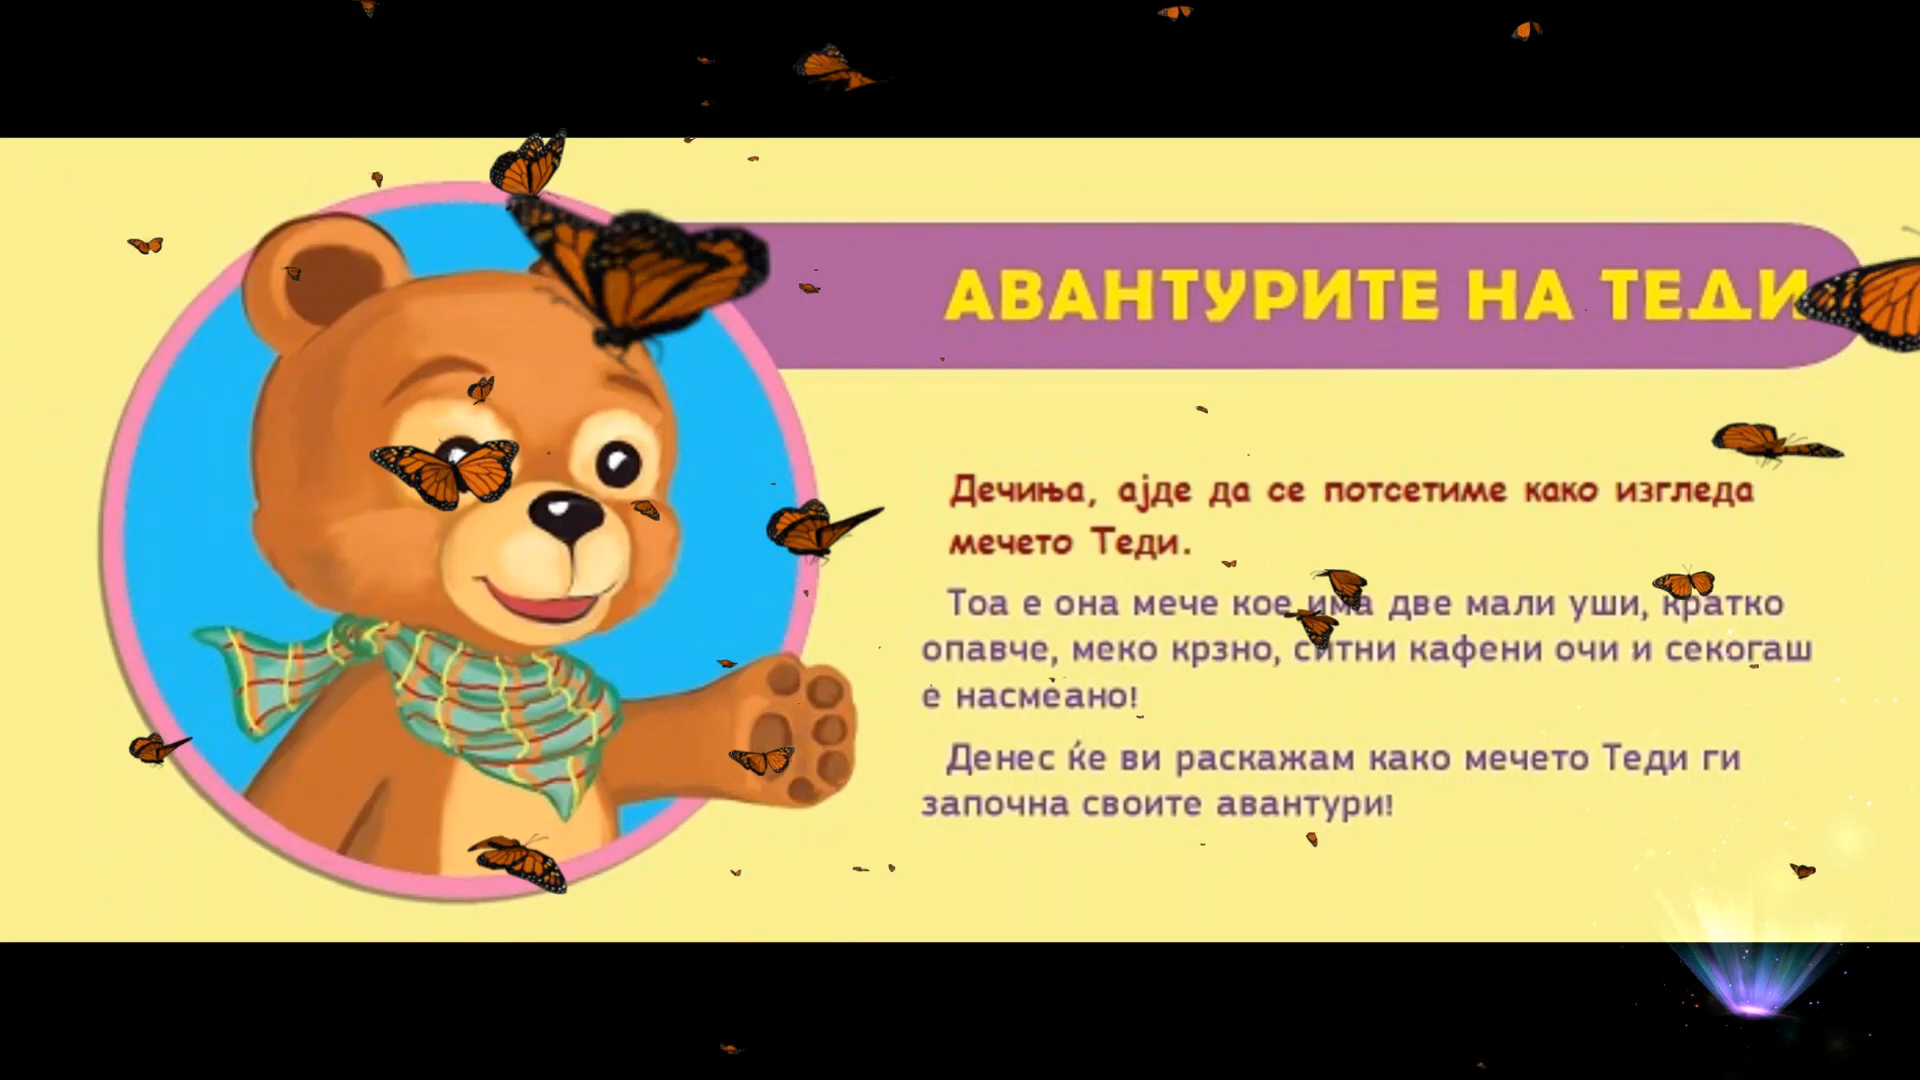 АВАНТУРИТЕ НА ТЕДИ
Дечиња, ајде да се потсетиме како изгледа
мечето Теди.
Тоа е она мече кое има две мали уши, кратко
опавче, меко крзно, ситни кафени очи и секогаш
е насмеано!
Денес ќе ви раскажам како мечето Теди ги
започна своите авантури!